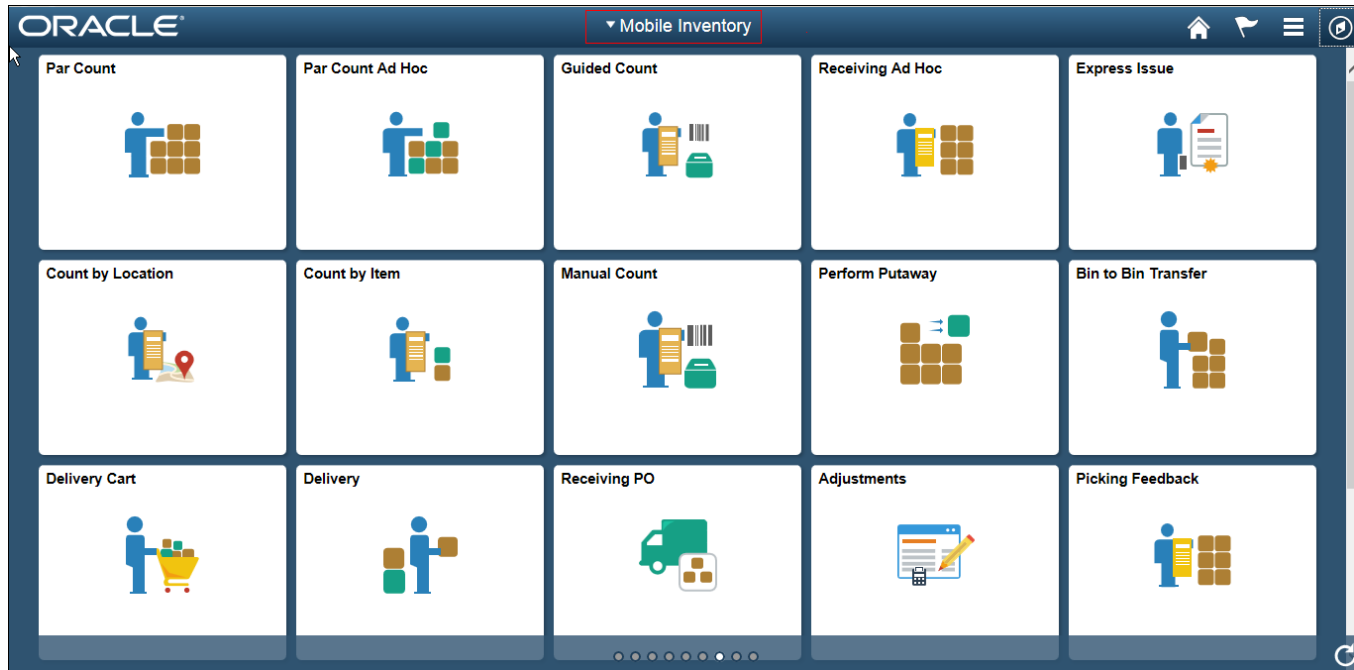 ORACLE®
Mobile Inventory
Par Count
Par Count Ad Hoc
Guided Count
Receiving Ad Hoc
Express Issue
Count by Location
Count by Item
Manual Count
Perform Putaway
Bin to Bin Transfer
Delivery Cart
Delivery
Receiving PO
Adjustments
Picking Feedback